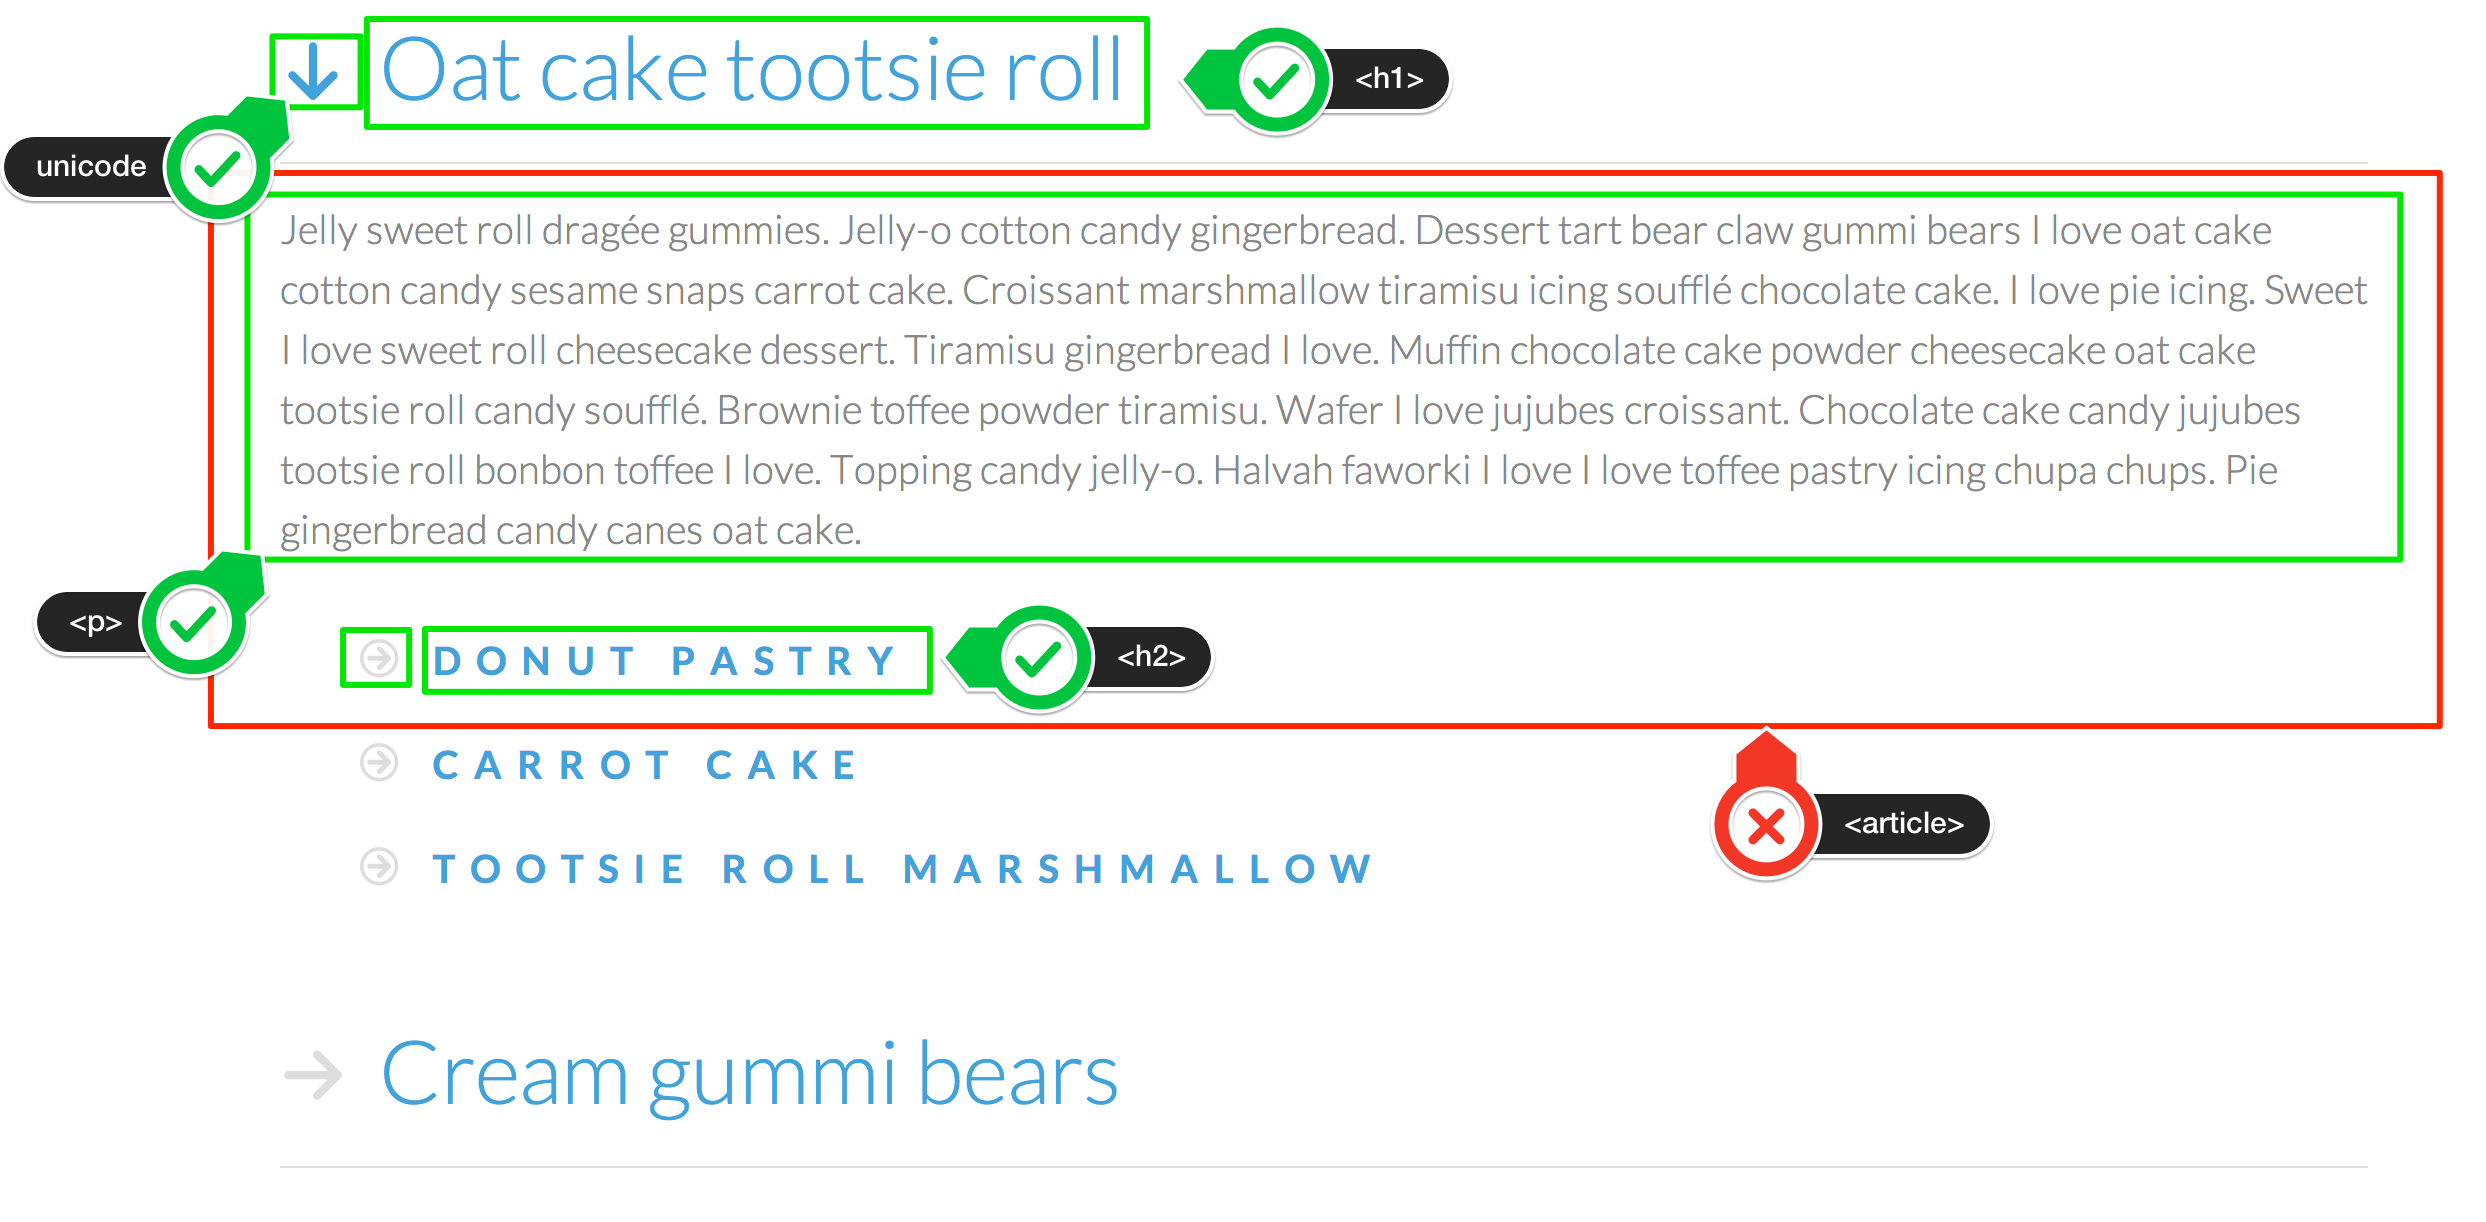 Oat cake tootsie roll
<h1>
unicode
Jelly sweet roll dragée gummies. Jelly-o cotton candy gingerbread. Dessert tart bear claw gummi bears I love oat cake
cotton candy sesame snaps carrot cake. Croissant marshmallow tiramisu icing soufflé chocolate cake. I love pie icing. Sweet
I love sweet roll cheesecake dessert. Tiramisu gingerbread I love. Muffin chocolate cake powder cheesecake oat cake
tootsie roll candy soufflé. Brownie toffee powder tiramisu. Wafer I love jujubes croissant. Chocolate cake candy jujubes
tootsie roll bonbon toffee I love. Topping candy jelly-o. Halvah faworki I love I love toffee pastry icing chupa chups. Pie
gingerbread candy canes oat cake.
<p>
DONUT PASTRY
<h2>
CARROT CAKE
<article>
TOOTSIE ROLL MARSHMALLOW
Cream gummi bears